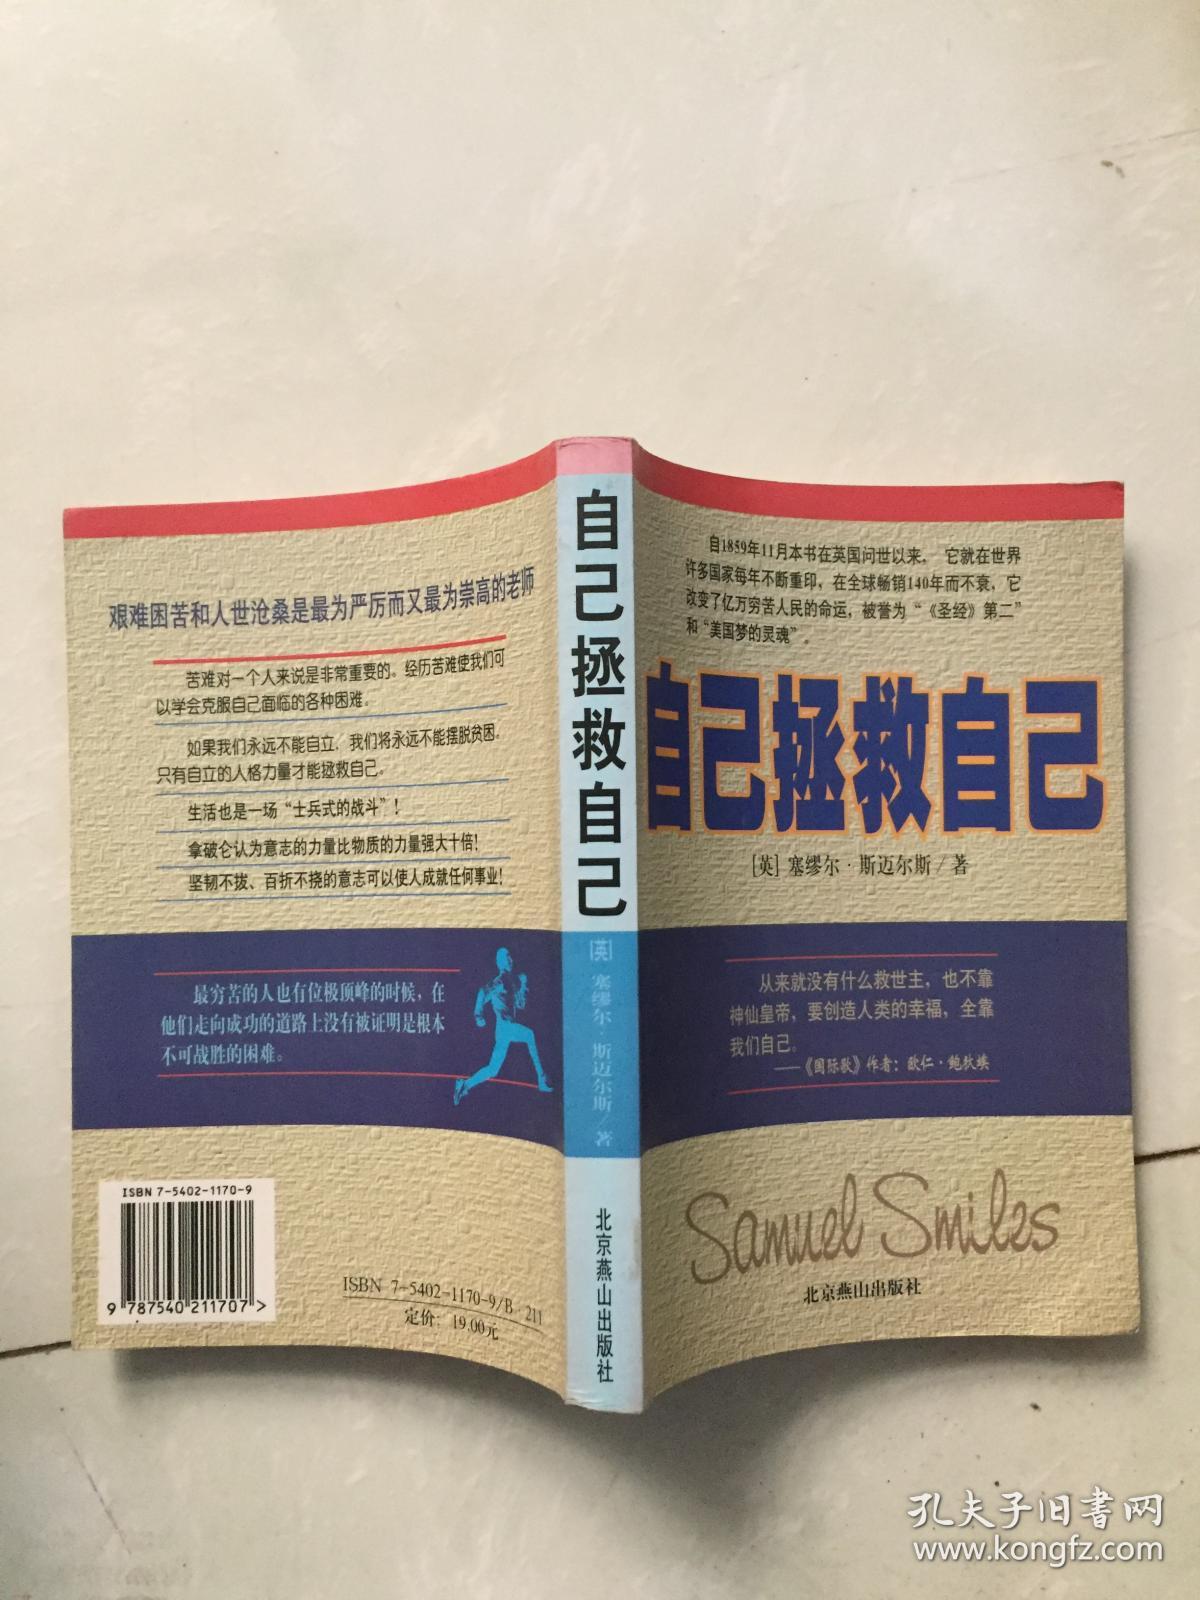 艰难困苦和人世沧桑是最为严厉而又最为崇高的老师
苦难对一个人来说是非常重要的。经历苦难使我们可
以学会克服自己面临的各种困难。
如果我们永远不能自立，我们将永远不能摆脱贫困。
只有自立的人格力量才能拯救自己。
生活也是一场“士兵式的战斗”！
拿破仑认为意志的力量比物质的力量强大十倍！
坚韧不拔、百折不挠的意志可以使人成就任何事业！
最穷苦的人也有位极顶峰的时候，在
他们走向成功的道路上没有被证明是根本
不可战胜的困难。
ISBN 7-5402-1170-9
9 787540 211707 >
ISBN 7-5402-1170-9/B·211
定价：19.00元
自己拯救自己
[英] 塞缪尔·斯迈尔斯/著
北京燕山出版社
自1859年11月本书在英国问世以来， 它就在世界
许多国家每年不断重印，在全球畅销140年而不衰，它
改变了亿万穷苦人民的命运，被誉为“《圣经》第二”
和“美国梦的灵魂”。
自己拯救自己
[英] 塞缪尔·斯迈尔斯/著
从来就没有什么救世主，也不靠
神仙皇帝，要创造人类的幸福，全靠
我们自己。
——《国际歌》作者：欧仁·鲍狄埃
Samuel Smiles
北京燕山出版社
孔夫子旧书网
www.kongfz.com